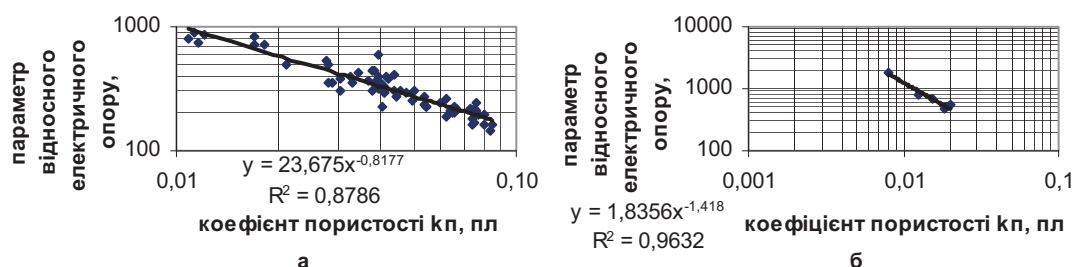 параметр
відносного
електричного
опору,
1000
100
0,01
0,10
y = 23,675x^-0,8177
R² = 0,8786
коефієнт пористості kп, пл
а
параметр
відносного
електричного
опору,
10000
1000
100
0,001
0,01
0,1
y = 1,8356x^-1,418
R² = 0,9632
коефіцієнт пористості kп, пл
б